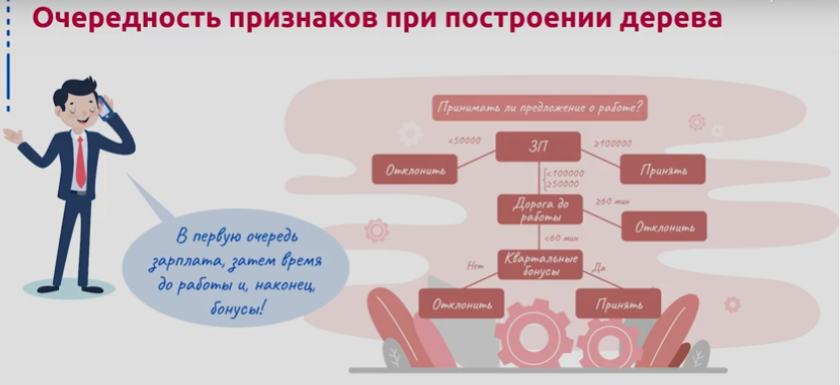 Очередность признаков при построении дерева
Принимать ли предложение о работе?
<50000
ЗП
≥100000
Отклонить
Принять
<100000
≥50000
Дорога до
работы
≥60 мин
Отклонить
<60 мин
Нет
Квартальные
бонусы
Да
Отклонить
Принять
В первую очередь
зарплата, затем время
до работы и, наконец,
бонусы!